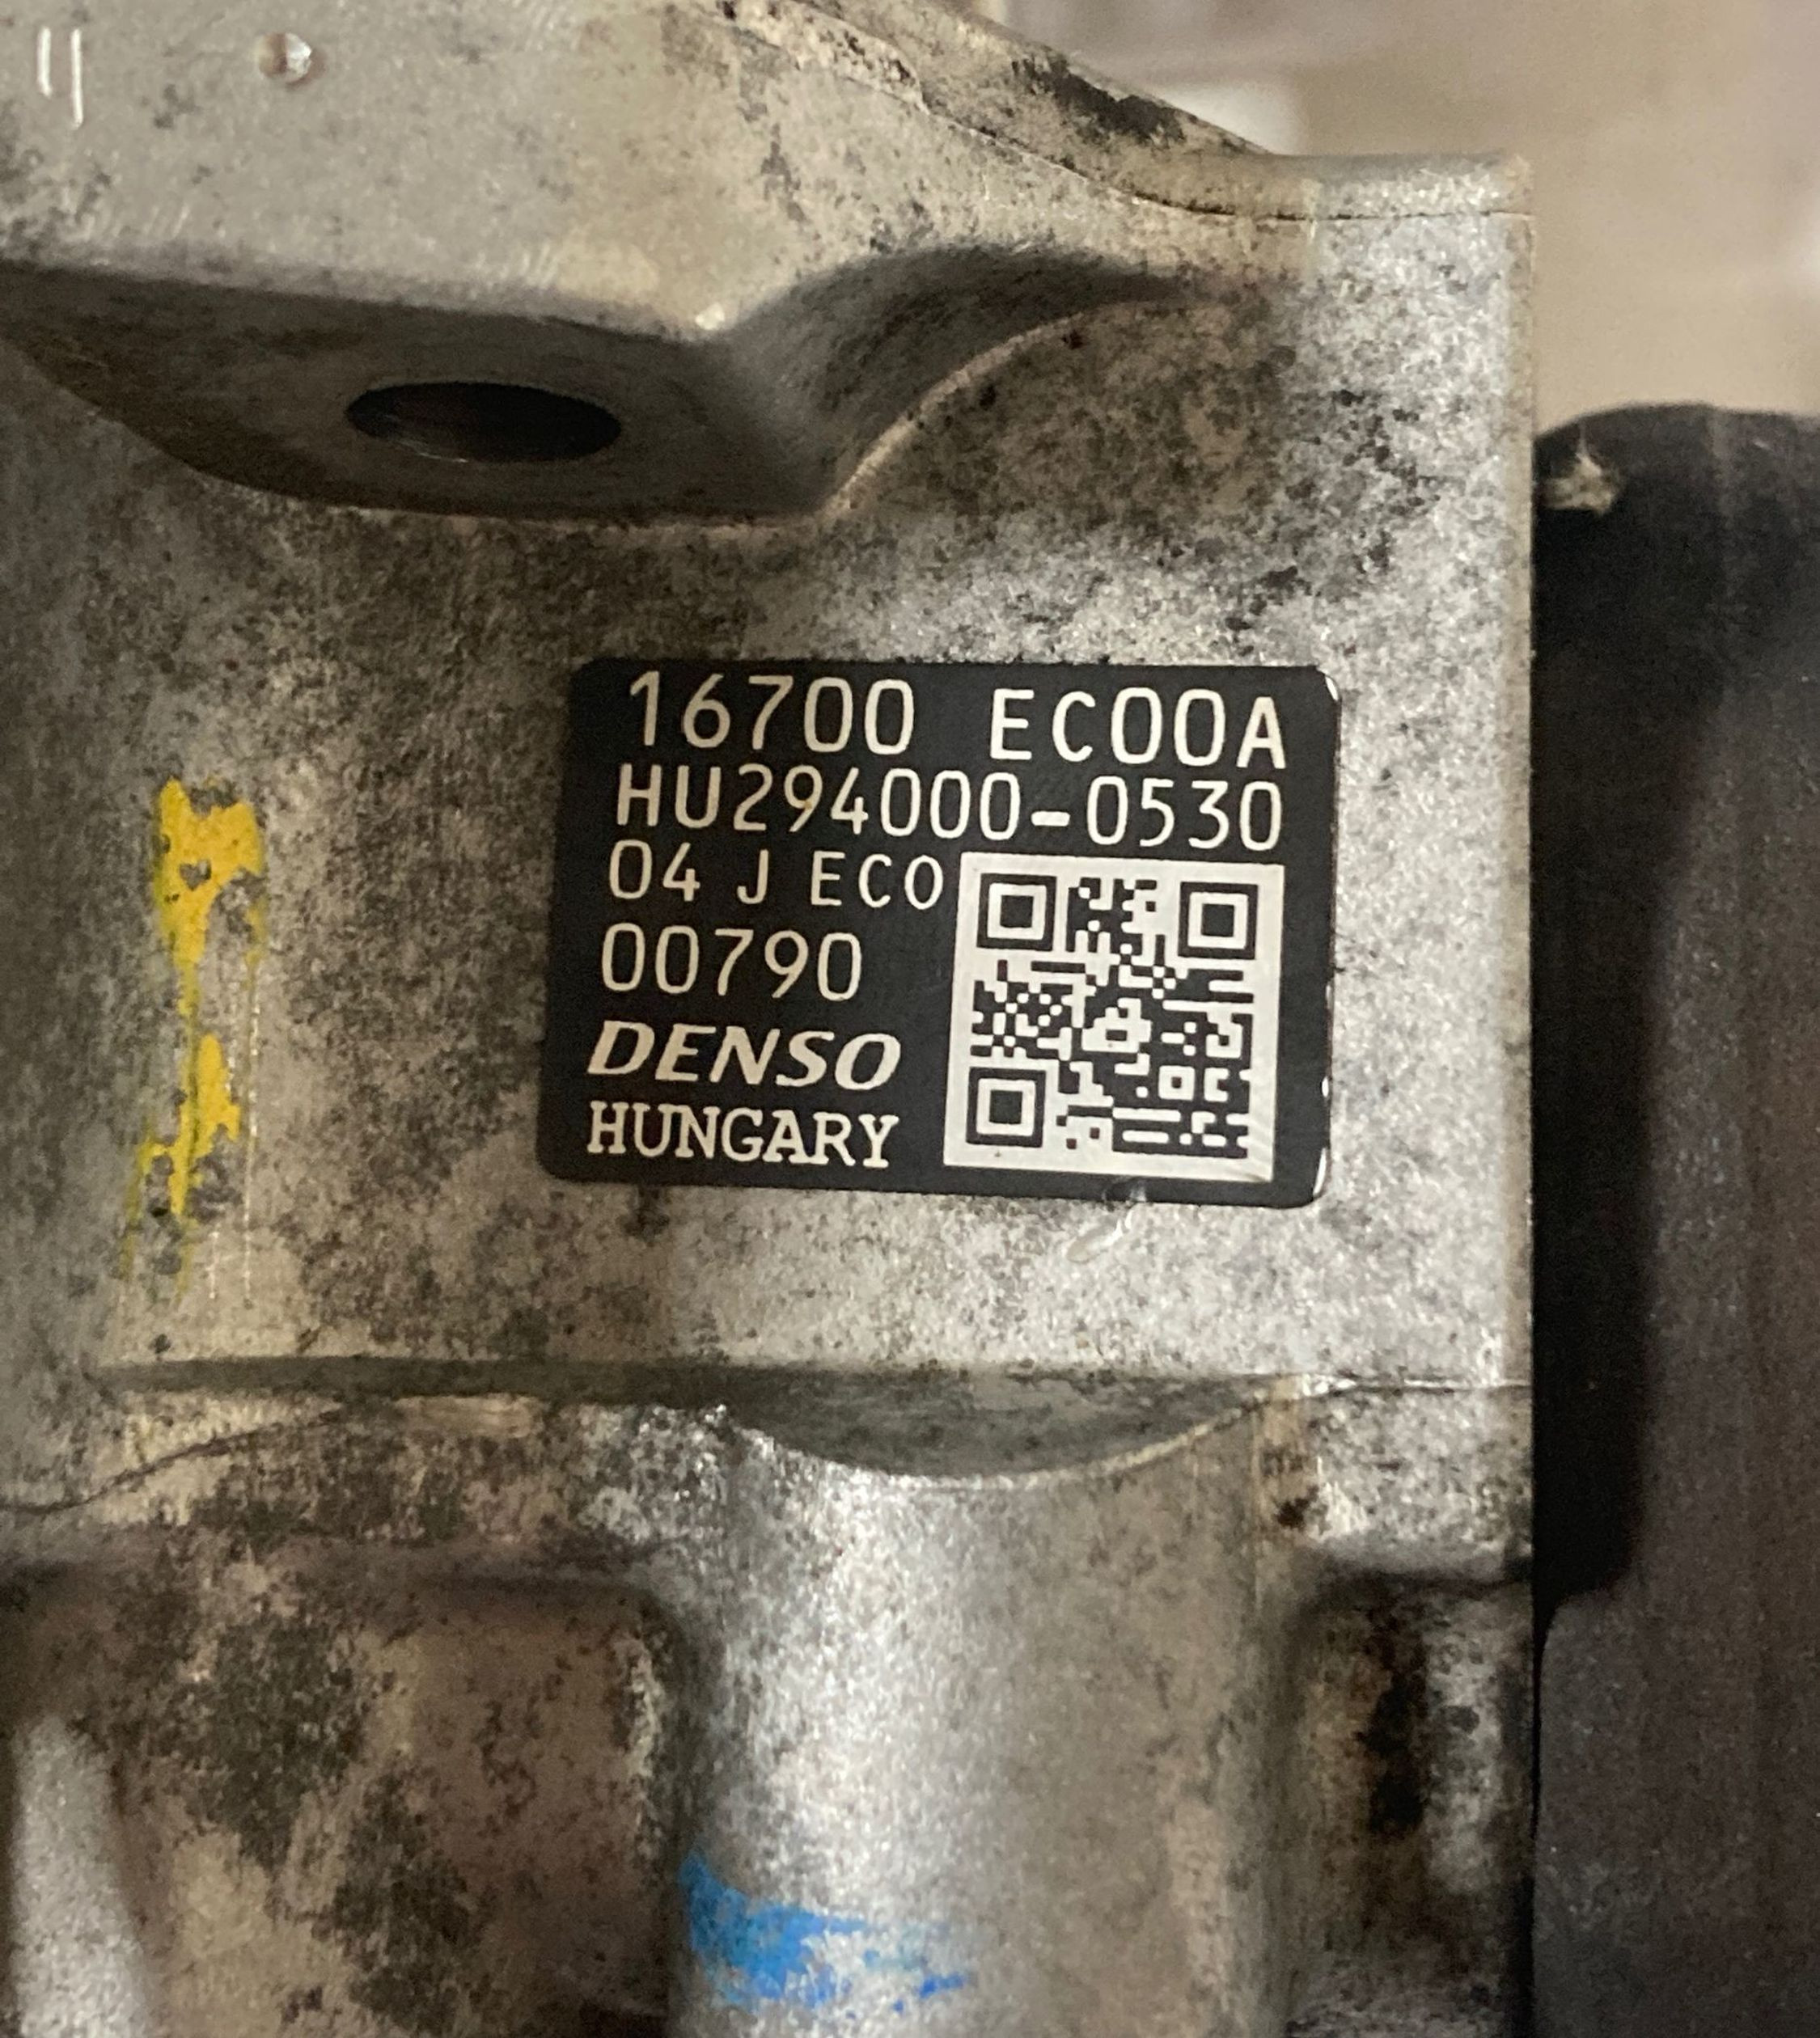 16700 EC00A
HU294000-0530
04 J EC0
00790
DENSO
HUNGARY